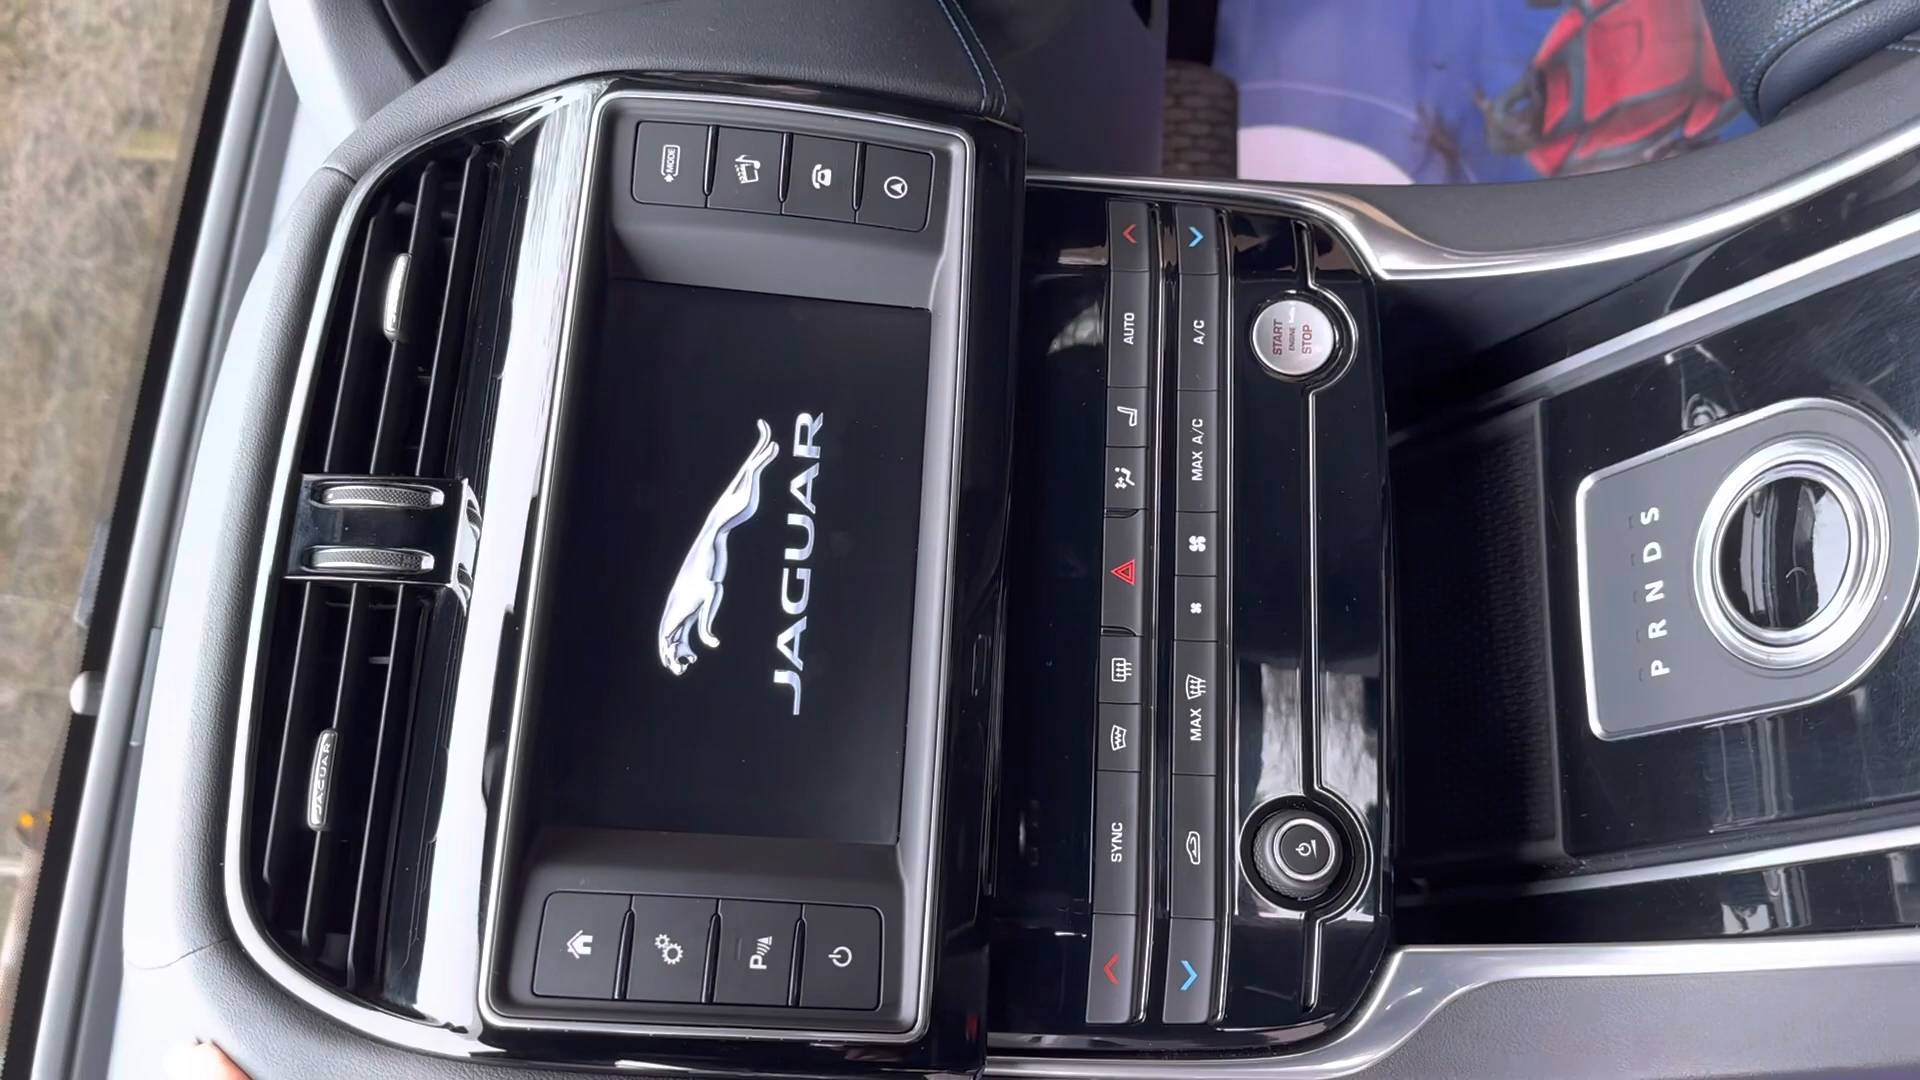 JAGUAR
MODE
JAGUAR
P
SYNC
AUTO
MAX
MAX A/C
A/C
START
ENGINE
STOP
P R N D S